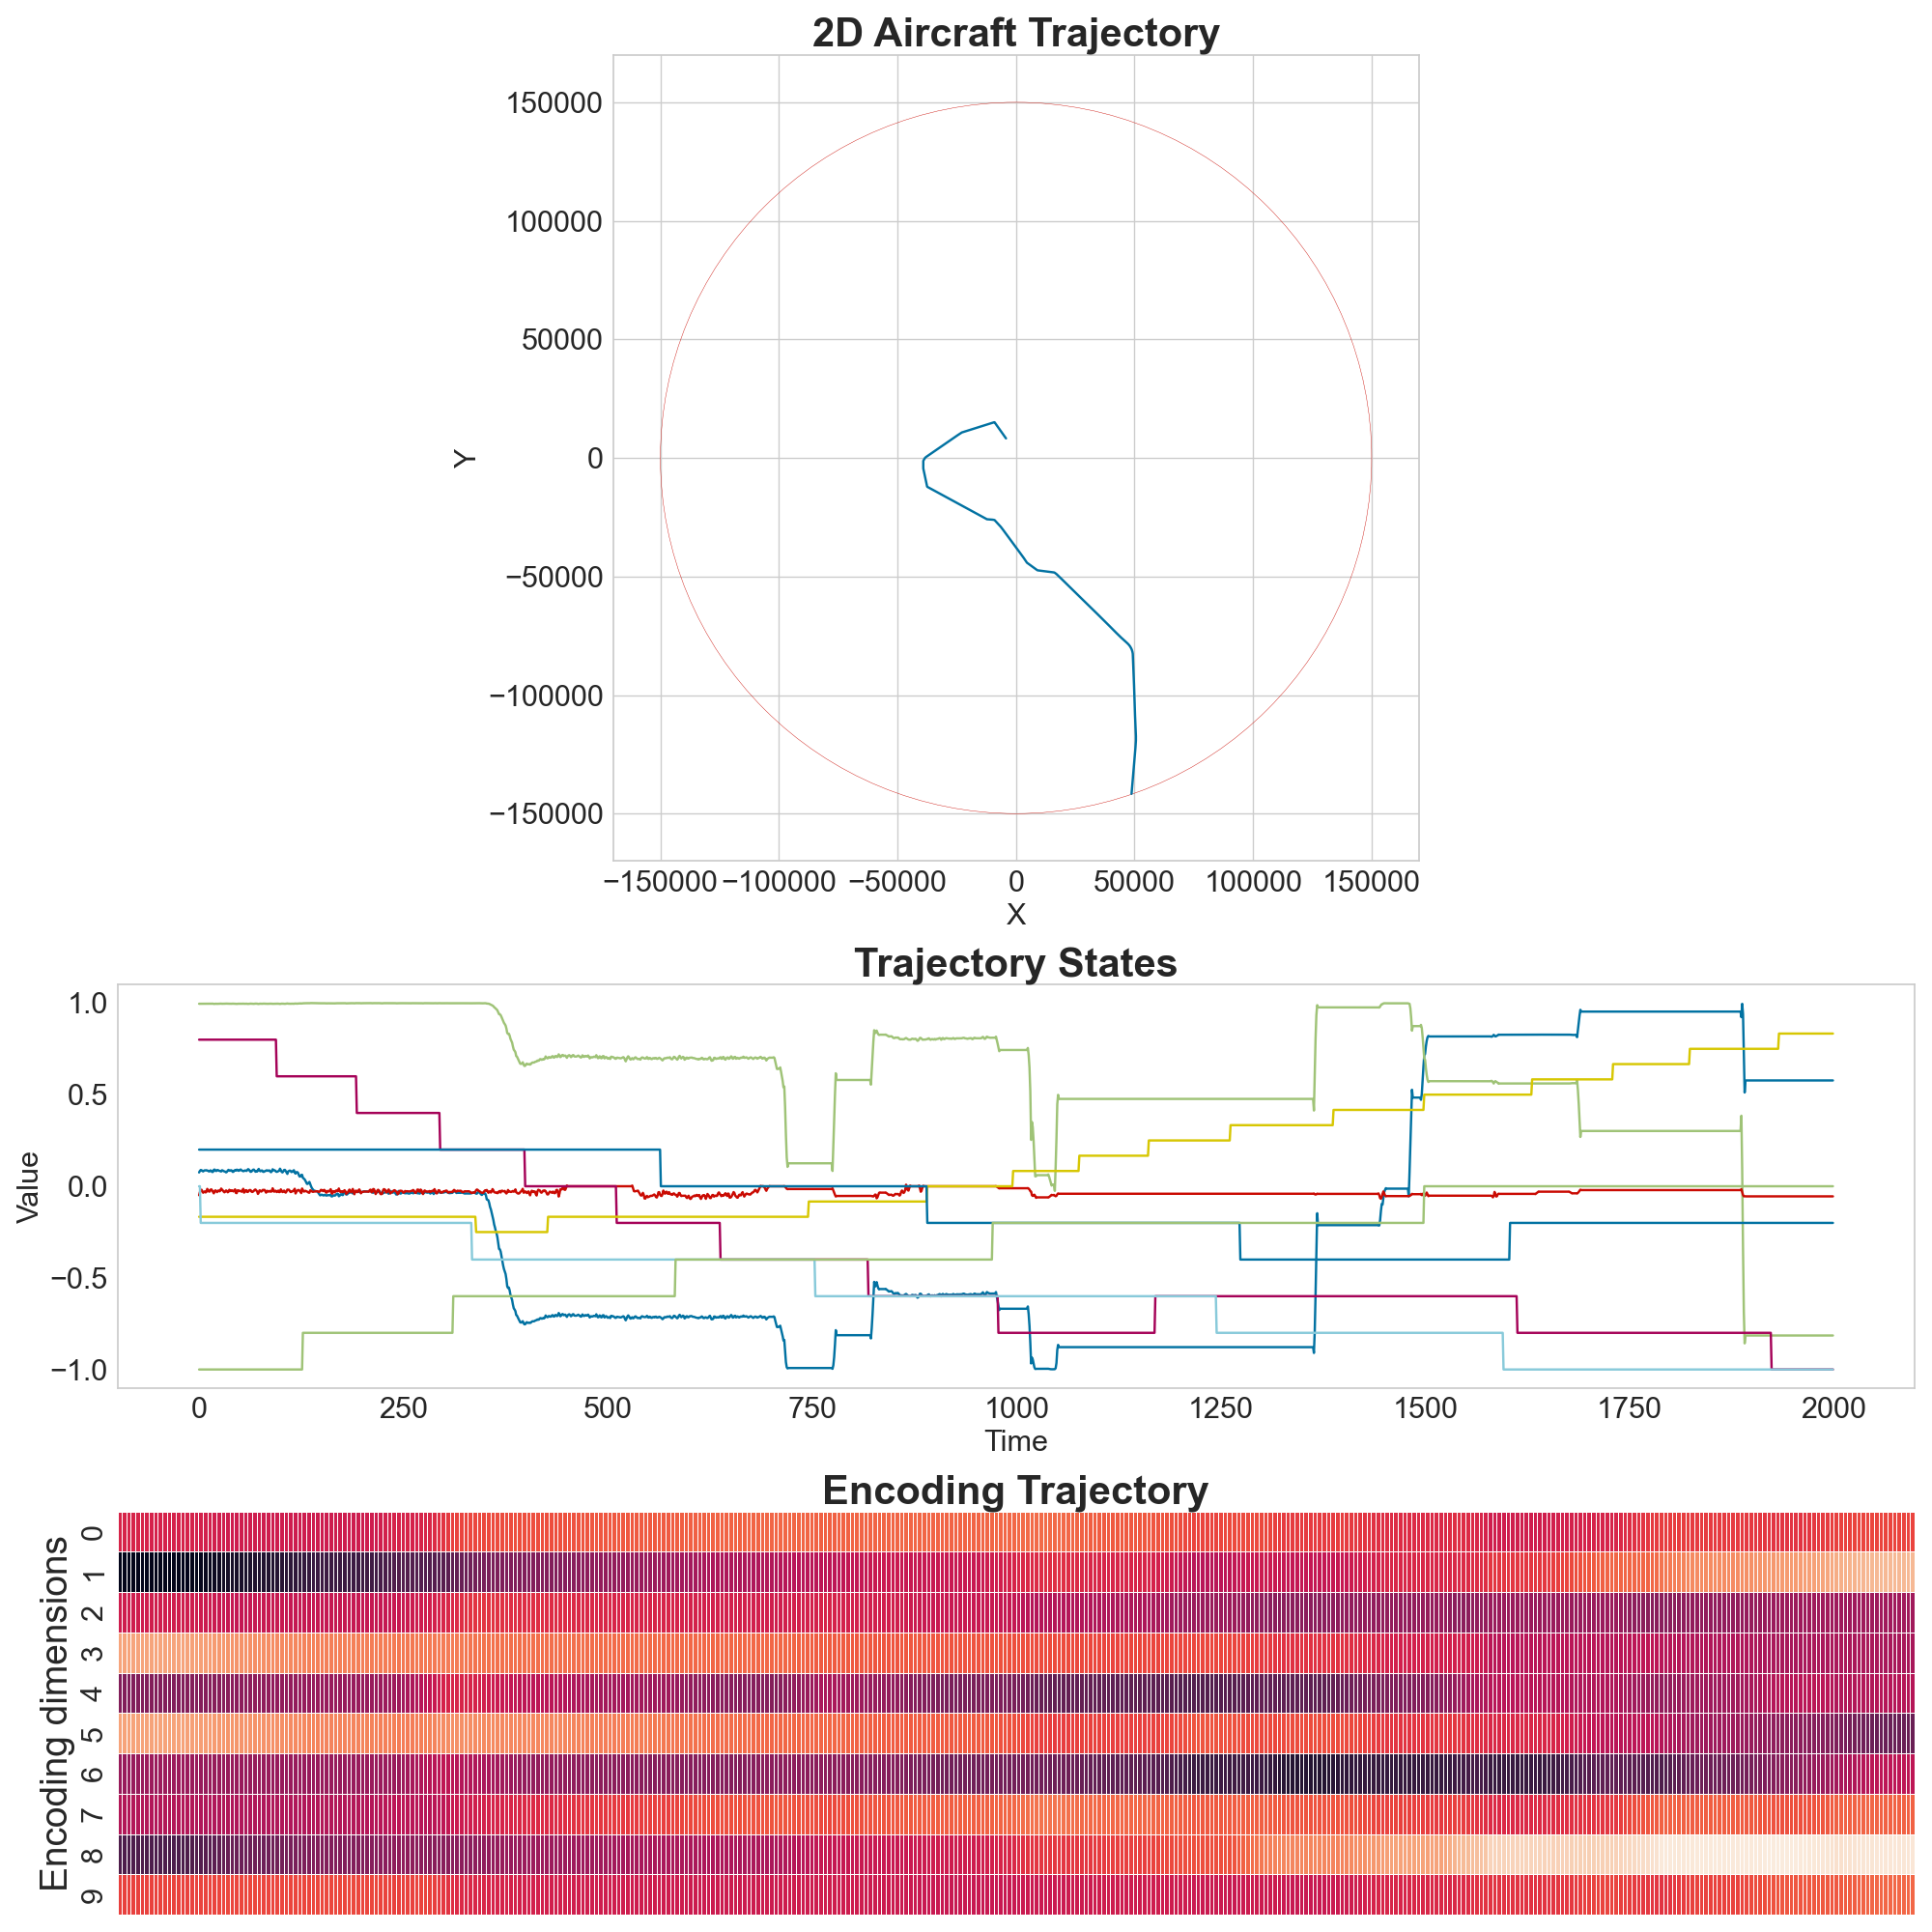 2D Aircraft Trajectory
150000
100000
50000
Y
0
−50000
−100000
−150000
−150000 −100000 −50000 0 50000 100000 150000
X
Trajectory States
1.0
0.5
Value
0.0
−0.5
−1.0
0 250 500 750 1000 1250 1500 1750 2000
Time
Encoding Trajectory
Encoding dimensions
0
1
2
3
4
5
6
7
8
9